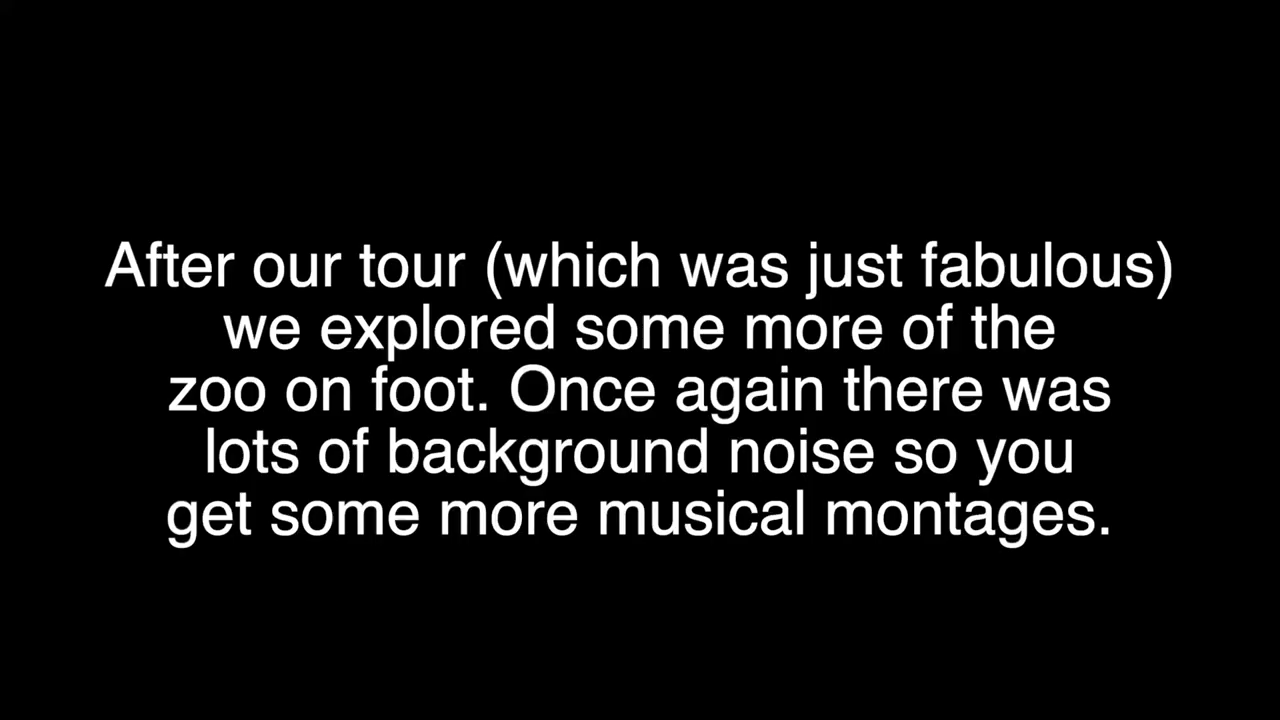 After our tour (which was just fabulous)
we explored some more of the
zoo on foot. Once again there was
lots of background noise so you
get some more musical montages.